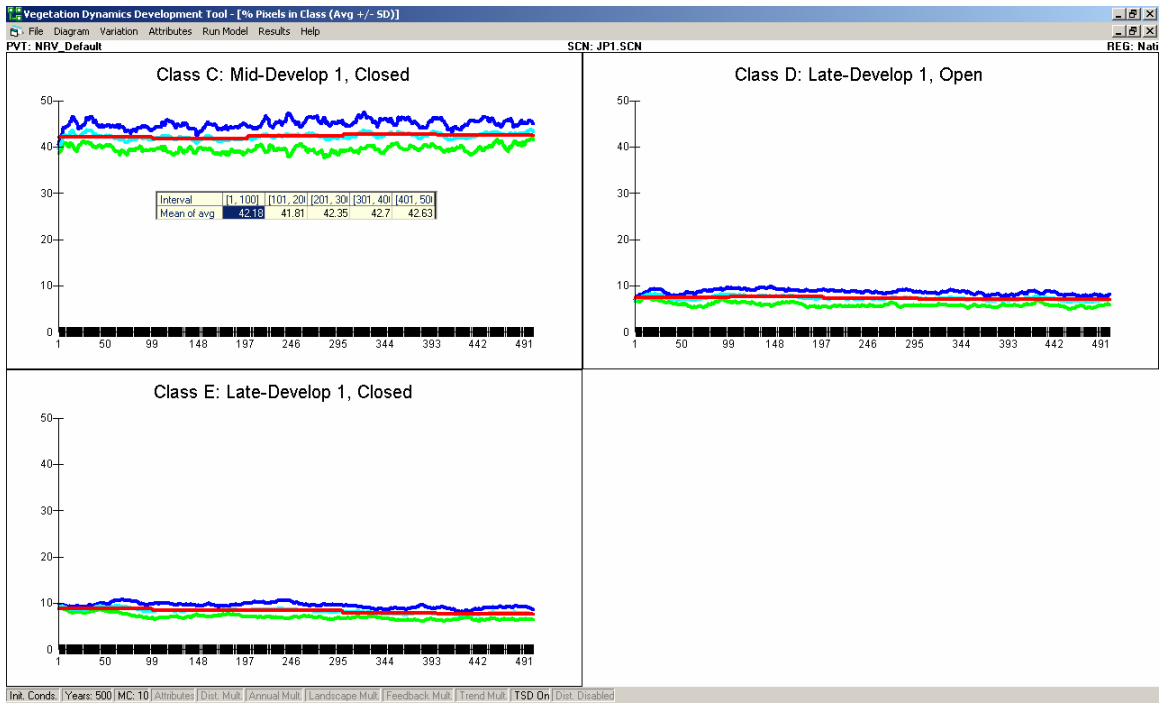 Vegetation Dynamics Development Tool - [% Pixels in Class (Avg +/- SD)]
File Diagram Variation Attributes Run Model Results Help
PVT: NRV_Default SCN: JP1.SCN REG: Nati
Class C: Mid-Develop 1, Closed
50
40
30
20
10
0
1 50 99 148 197 246 295 344 393 442 491
Interval [1, 100] [101, 20 [201, 30 [301, 40 [401, 50
Mean of avg 42.18 41.81 42.35 42.7 42.63
Class D: Late-Develop 1, Open
50
40
30
20
10
0
1 50 99 148 197 246 295 344 393 442 491
Class E: Late-Develop 1, Closed
50
40
30
20
10
0
1 50 99 148 197 246 295 344 393 442 491
Init. Conds. Years: 500 MC: 10 Attributes Dist. Mult. Annual Mult. Landscape Mult. Feedback Mult. Trend Mult. TSD On Dist. Disabled